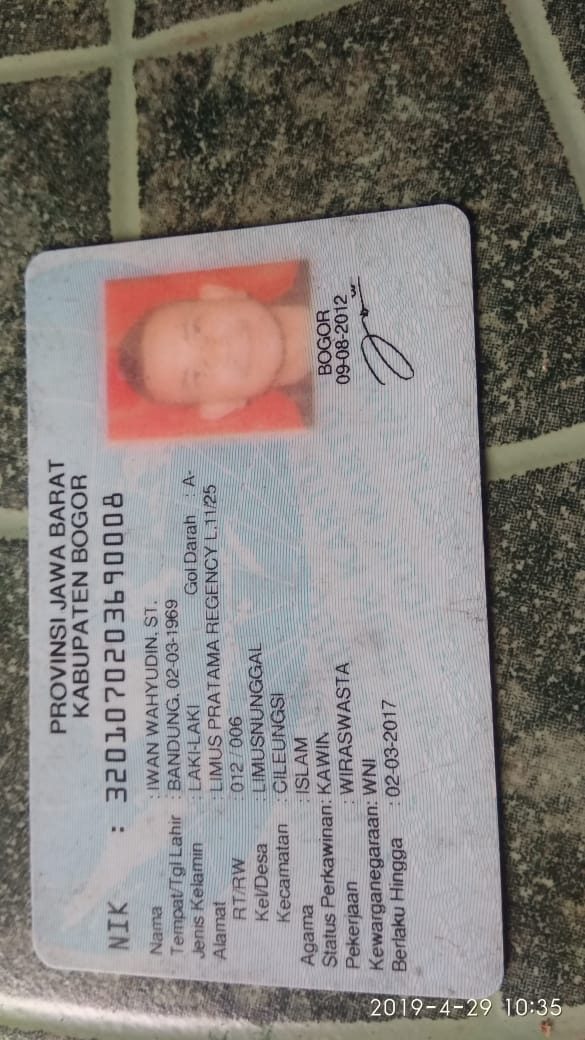 PROVINSI JAWA BARAT
KABUPATEN BOGOR
NIK : 3201070203690008
Nama : IWAN WAHYUDIN, ST.
Tempat/Tgl Lahir : BANDUNG, 02-03-1969
Jenis Kelamin : LAKI-LAKI Gol Darah : A-
Alamat : LIMUS PRATAMA REGENCY L.11/25
RT/RW : 012 / 006
Kel/Desa : LIMUSNUNGGAL
Kecamatan : CILEUNGSI
Agama : ISLAM
Status Perkawinan: KAWIN
Pekerjaan : WIRASWASTA
Kewarganegaraan: WNI
Berlaku Hingga : 02-03-2017
BOGOR
09-08-2012
2019-4-29 10:35